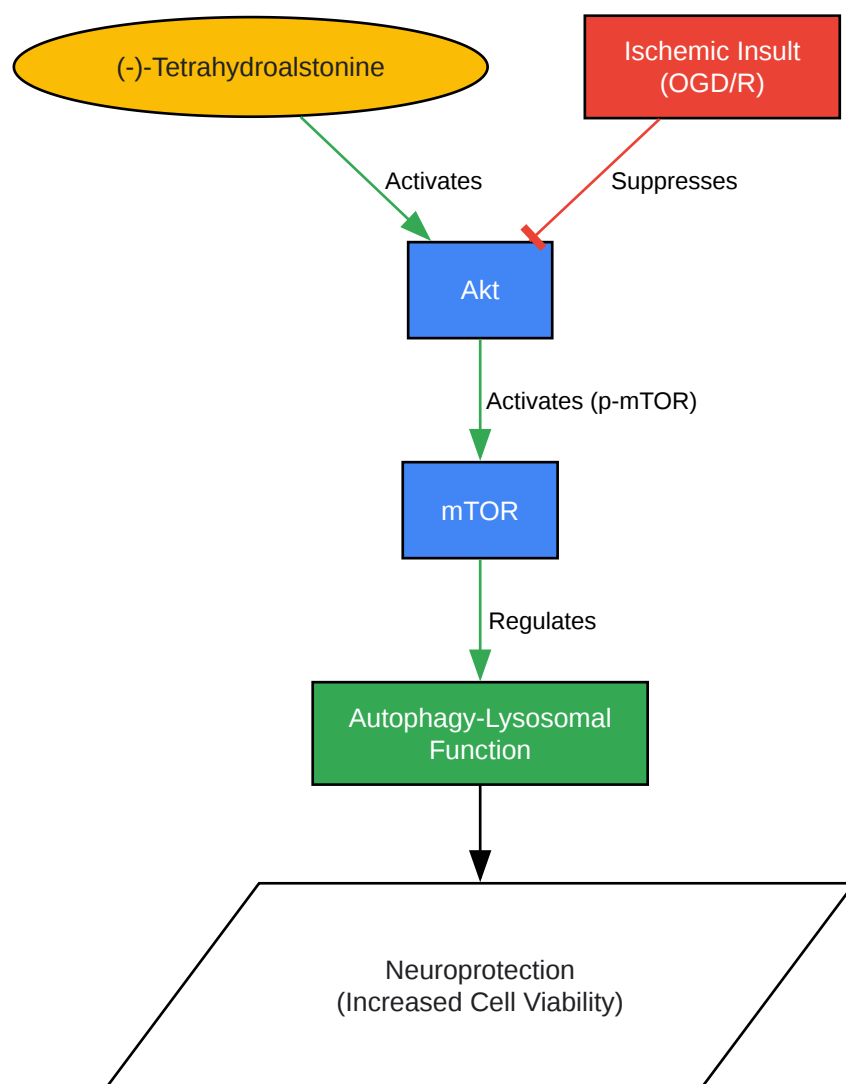 (-)-Tetrahydroalstonine
Ischemic Insult
(OGD/R)
Activates
Suppresses
Akt
Activates (p-mTOR)
mTOR
Regulates
Autophagy-Lysosomal
Function
Neuroprotection
(Increased Cell Viability)